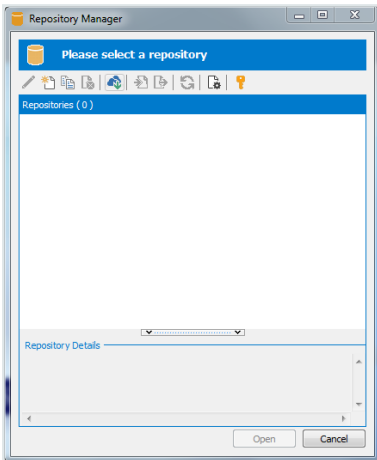 Repository Manager
Please select a repository
Repositories ( 0 )
Repository Details
Open
Cancel